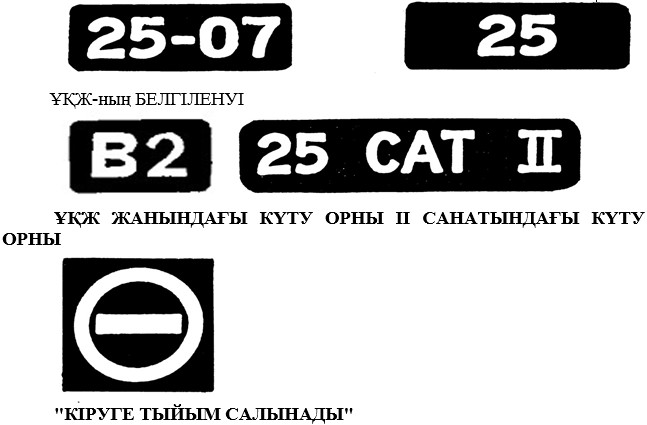 25-07 25
ҰҚЖ-ның БЕЛГІЛЕНУІ
B2 25 CAT II
ҰҚЖ ЖАНЫНДАҒЫ КҮТУ ОРНЫ II САНАТЫНДАҒЫ КҮТУ
ОРНЫ
"КІРУГЕ ТЫЙЫМ САЛЫНАДЫ"